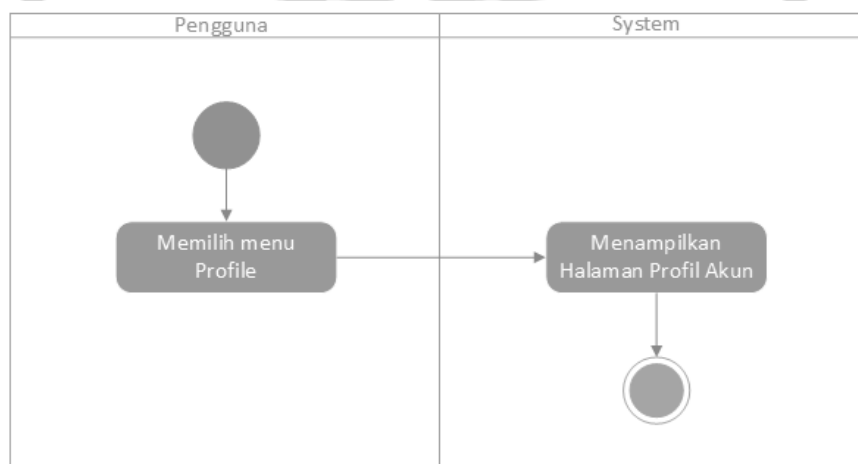 Pengguna
System
Memilih menu
Profile
Menampilkan
Halaman Profil Akun